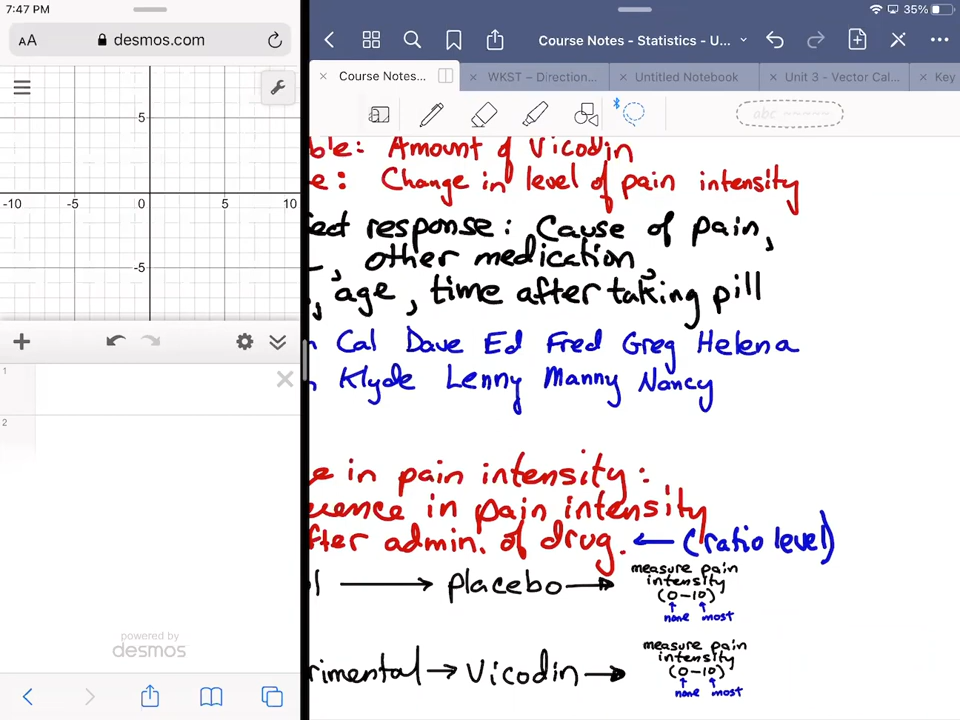 7:47 PM
35%
AA desmos.com
Course Notes - Statistics - U...
Course Notes...
WKST – Direction...
Untitled Notebook
Unit 3 - Vector Cal...
Key
abc
5
-10 -5 0 5 10
-5
1
2
powered by
desmos
ble: Amount of Vicodin
e: Change in level of pain intensity
fect response: Cause of pain,
, other medication,
, age, time after taking pill
n Cal Dave Ed Fred Greg Helena
n Klyde Lenny Manny Nancy
e in pain intensity:
erence in pain intensity
fter admin. of drug. ← (ratio level)
ol → placebo →
measure pain
intensity
(0-10)
none most
rimental → Vicodin →
measure pain
intensity
(0-10)
none most